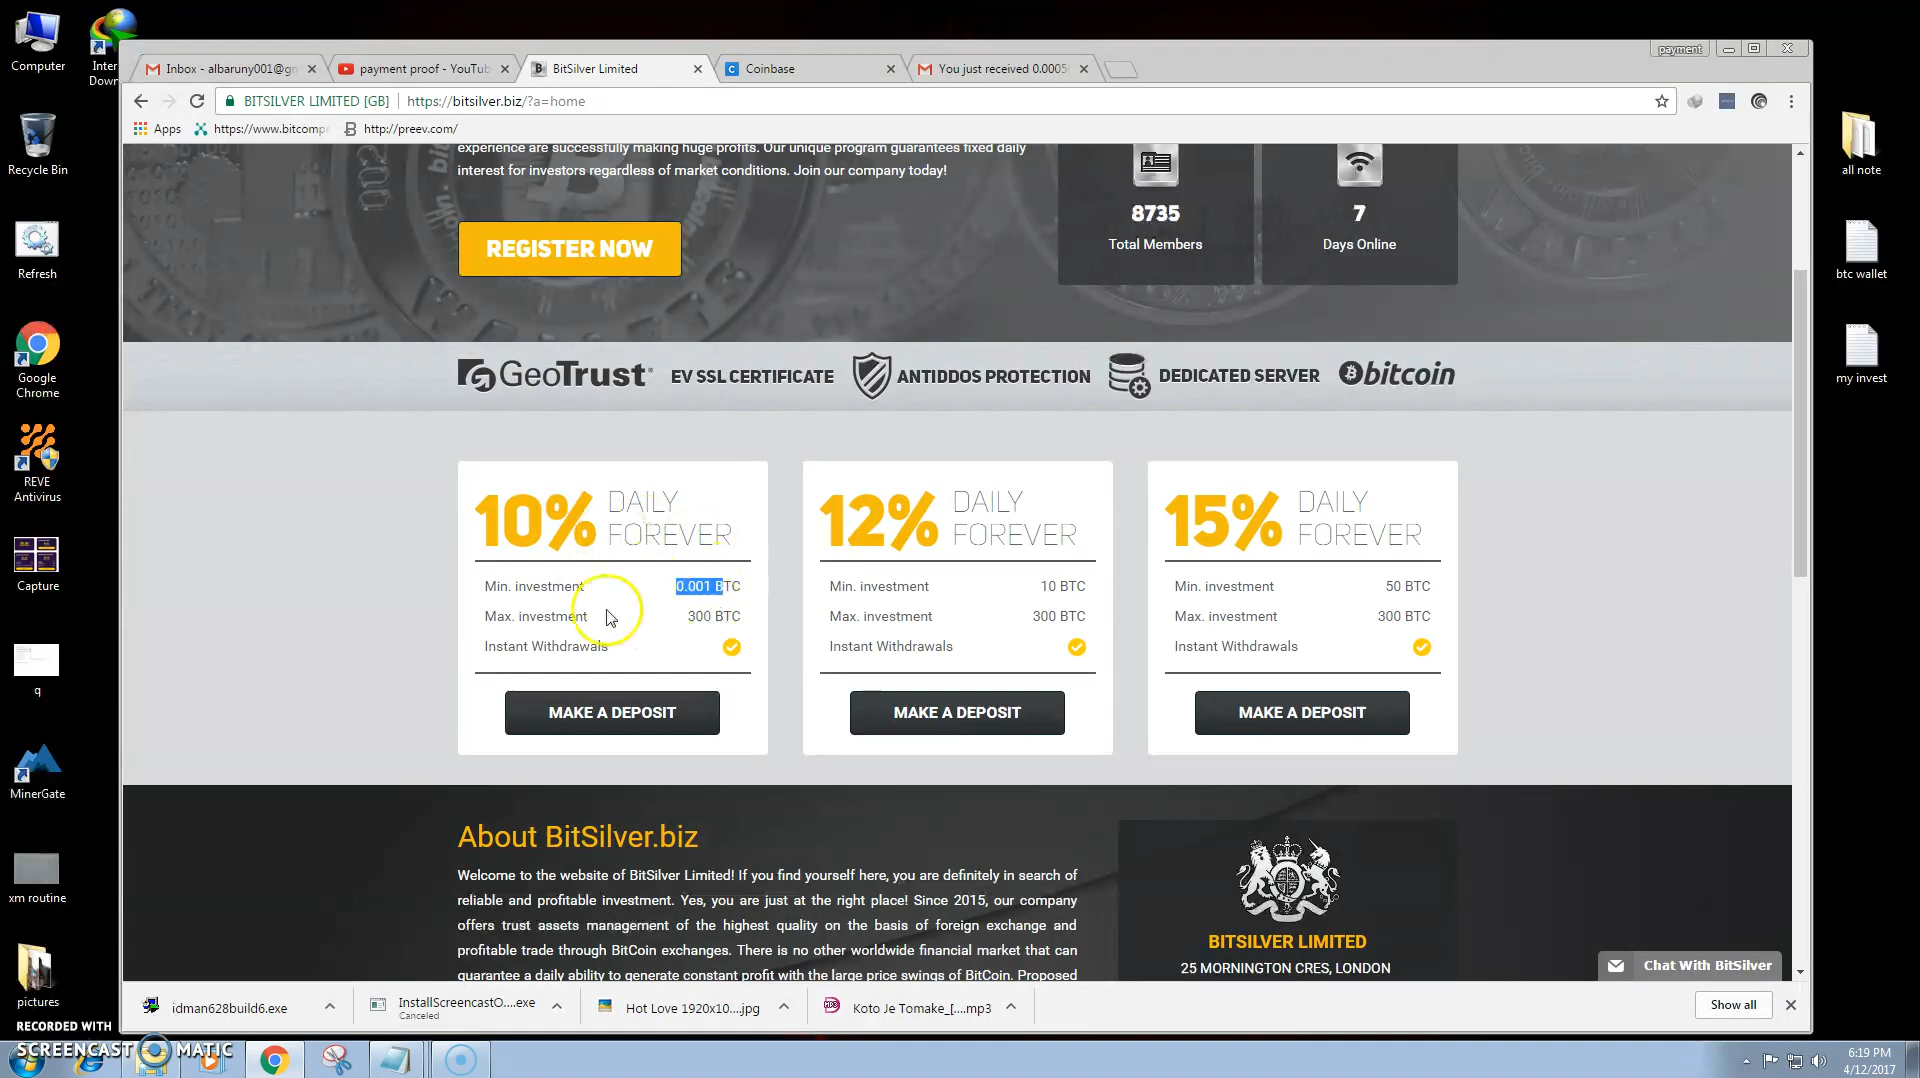 Computer
Inter
Down
Recycle Bin
Refresh
Google
Chrome
REVE
Antivirus
Capture
q
MinerGate
xm routine
pictures
RECORDED WITH
SCREENCAST MATIC
payment
Inbox - albaruny001@gm
payment proof - YouTub
BitSilver Limited
Coinbase
You just received 0.0005
BITSILVER LIMITED [GB]
https://bitsilver.biz/?a=home
Apps
https://www.bitcomp
http://preev.com/
experience are successfully making huge profits. Our unique program guarantees fixed daily
interest for investors regardless of market conditions. Join our company today!
REGISTER NOW
8735
Total Members
7
Days Online
GeoTrust
EV SSL CERTIFICATE
ANTIDDOS PROTECTION
DEDICATED SERVER
bitcoin
10% DAILY FOREVER
Min. investment 0.001 BTC
Max. investment 300 BTC
Instant Withdrawals
MAKE A DEPOSIT
12% DAILY FOREVER
Min. investment 10 BTC
Max. investment 300 BTC
Instant Withdrawals
MAKE A DEPOSIT
15% DAILY FOREVER
Min. investment 50 BTC
Max. investment 300 BTC
Instant Withdrawals
MAKE A DEPOSIT
About BitSilver.biz
Welcome to the website of BitSilver Limited! If you find yourself here, you are definitely in search of
reliable and profitable investment. Yes, you are just at the right place! Since 2015, our company
offers trust assets management of the highest quality on the basis of foreign exchange and
profitable trade through BitCoin exchanges. There is no other worldwide financial market that can
guarantee a daily ability to generate constant profit with the large price swings of BitCoin. Proposed
BITSILVER LIMITED
25 MORNINGTON CRES, LONDON
Chat With BitSilver
idman628build6.exe
InstallScreencastO....exe
Canceled
Hot Love 1920x10...jpg
Koto Je Tomake_[....mp3
Show all
all note
btc wallet
my invest
6:19 PM
4/12/2017